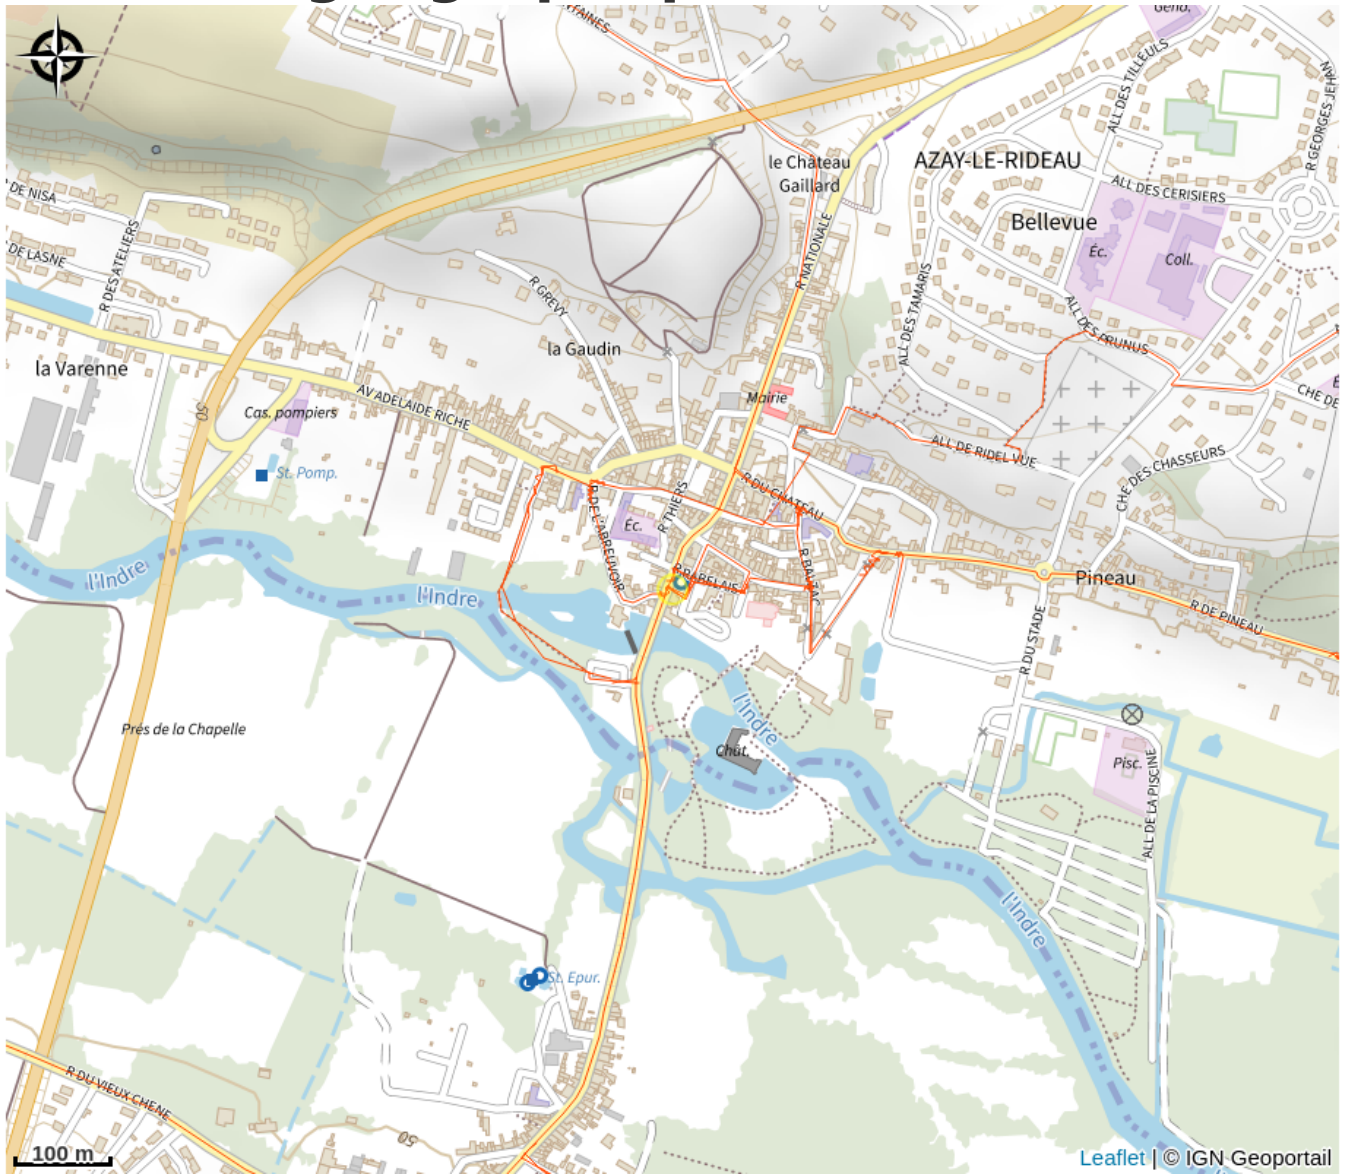 Géno.
ALL DES TILLEULS
R GEORGES JEHAN
le Château
Gaillard
AZAY-LE-RIDEAU
ALL DES CERISIERS
DE NISA
Bellevue
R NATIONALE
DE LASNE
R DES ATELIERS
Éc.
Coll.
R GREVY
ALL DES TAMARIS
ALL DES PRUNUS
la Gaudin
la Varenne
AV ADELAIDE RICHE
Mairie
CHE DE
Cas. pompiers
50
ALL DE RIDEL VUE
CHE DES CHASSEURS
St. Pomp.
R DU CHATEAU
R THIERS
R DE L'ABREUVOIR
Éc.
l'Indre
R RABELAIS
R BALZAC
Pineau
l'Indre
R DE PINEAU
R DU STADE
l'Indre
Prés de la Chapelle
Chât.
Pisc.
ALL DE LA PISCINE
l'Indre
St. Epur.
R DU VIEUX CHENE
50
100 m
Leaflet | © IGN Geoportail